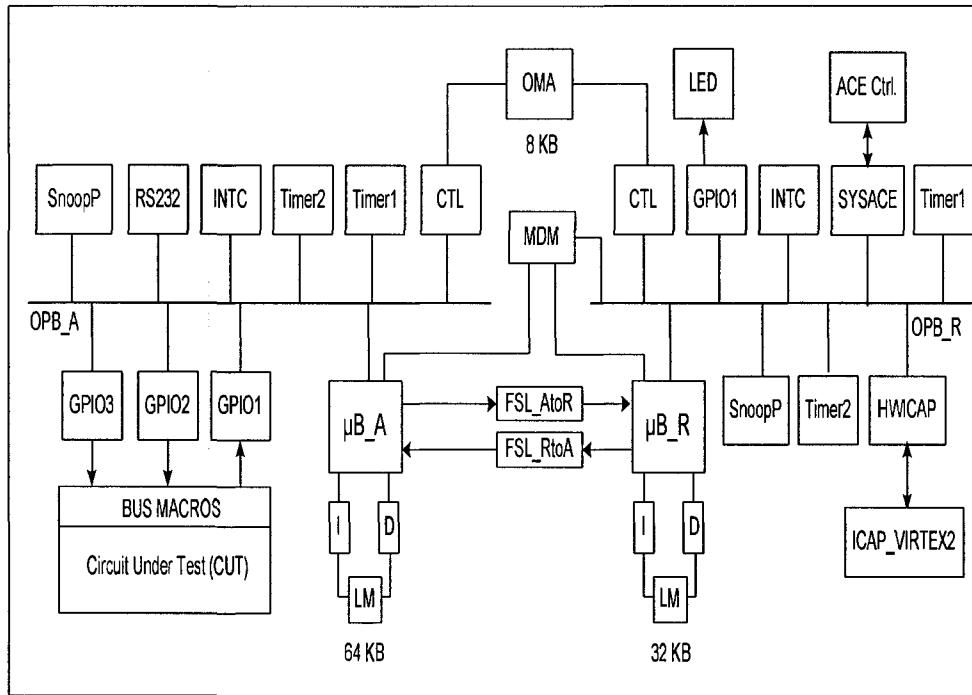 OMA
LED
ACE Ctrl.
8 KB
SnoopP
RS232
INTC
Timer2
Timer1
CTL
CTL
GPIO1
INTC
SYSACE
Timer1
MDM
OPB_A
OPB_R
GPIO3
GPIO2
GPIO1
µB_A
FSL_AtoR
FSL_RtoA
µB_R
SnoopP
Timer2
HWICAP
BUS MACROS
Circuit Under Test (CUT)
I
D
I
D
ICAP_VIRTEX2
LM
LM
64 KB
32 KB